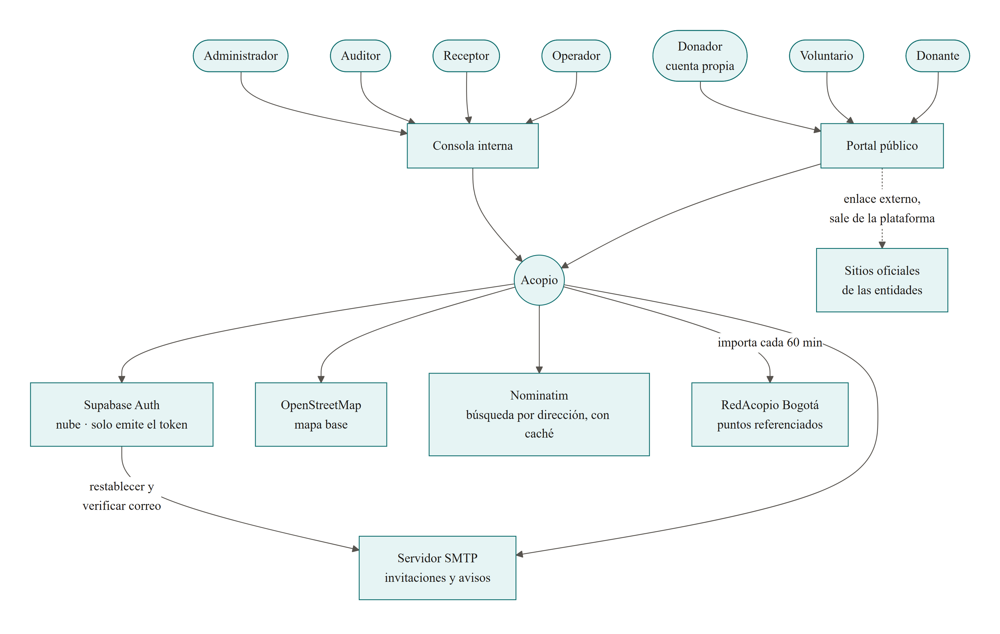 Administrador
Auditor
Receptor
Operador
Donador
cuenta propia
Voluntario
Donante
Consola interna
Portal público
enlace externo,
sale de la plataforma
Sitios oficiales
de las entidades
Acopio
importa cada 60 min
Supabase Auth
nube · solo emite el token
OpenStreetMap
mapa base
Nominatim
búsqueda por dirección, con
caché
RedAcopio Bogotá
puntos referenciados
restablecer y
verificar correo
Servidor SMTP
invitaciones y avisos